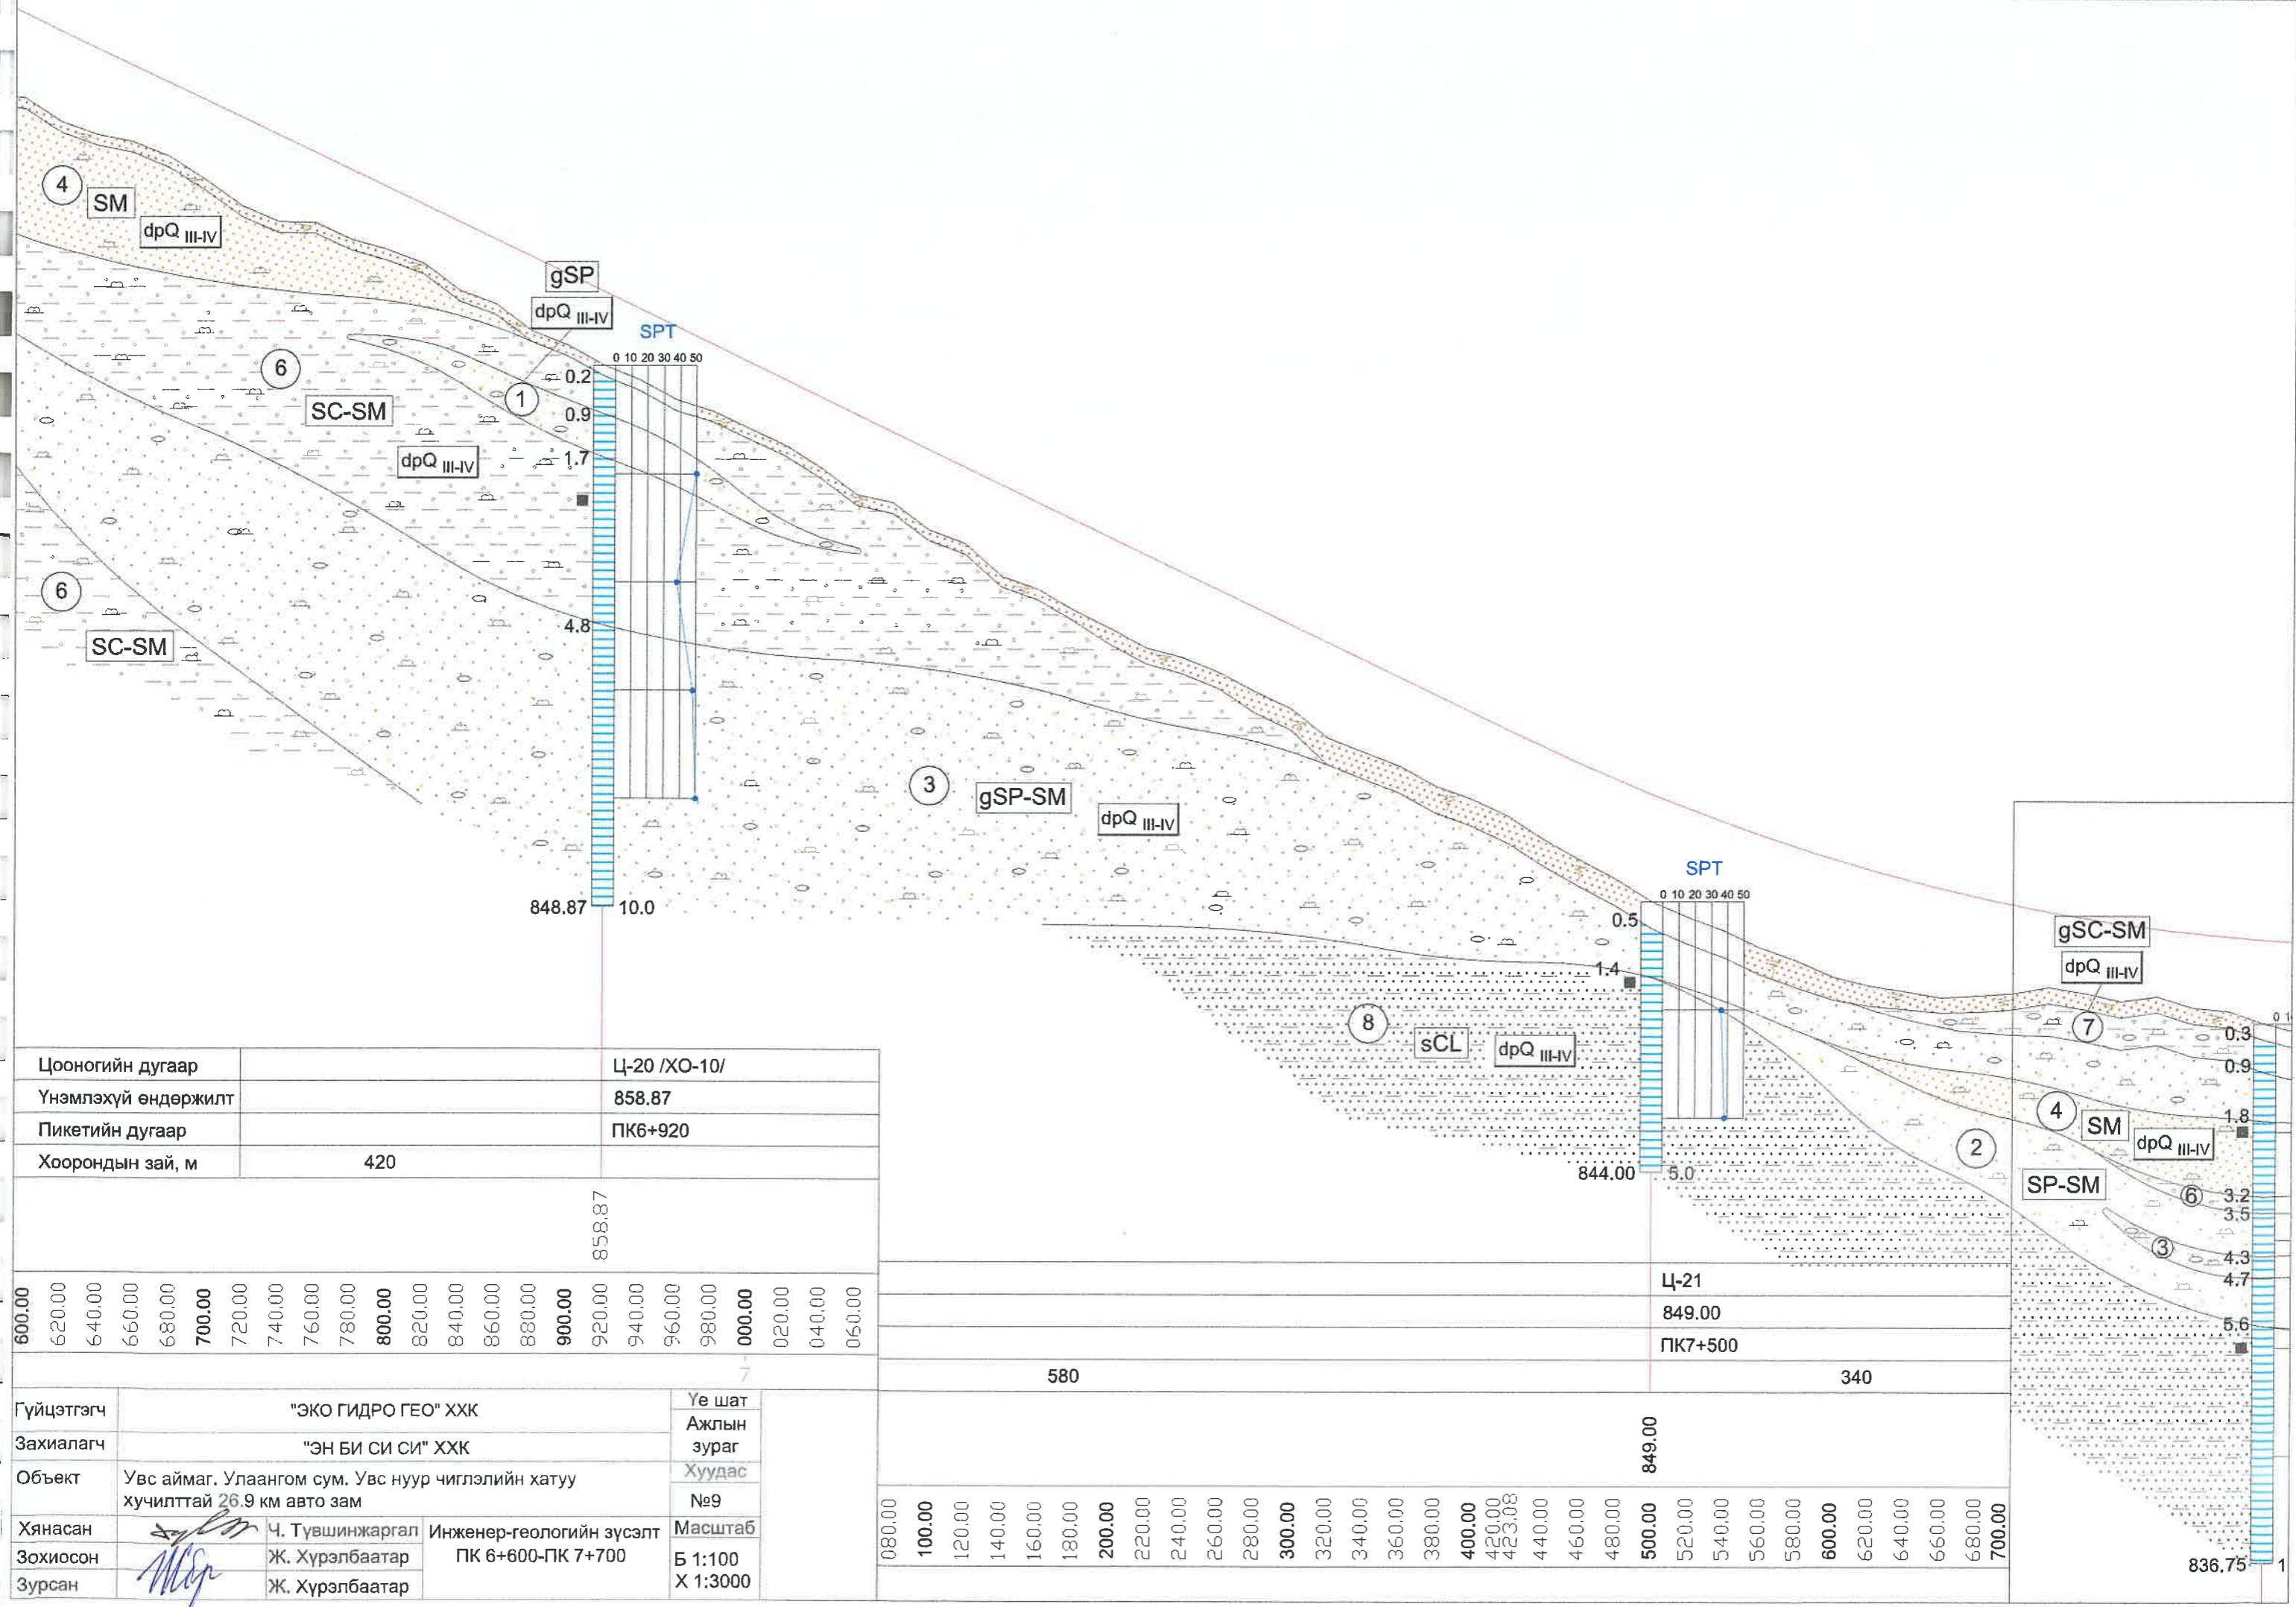 4
SM
dpQ III-IV
gSP
dpQ III-IV
SPT
0 10 20 30 40 50
6
SC-SM
dpQ III-IV
1
0.2
0.9
1.7
4.8
848.87
10.0
6
SC-SM
3
gSP-SM
dpQ III-IV
SPT
0 10 20 30 40 50
0.5
1.4
8
sCL
dpQ III-IV
844.00
5.0
gSC-SM
dpQ III-IV
7
4
SM
dpQ III-IV
2
SP-SM
6
3
0.3
0.9
1.8
3.2
3.5
4.3
4.7
5.6
836.75
Цооногийн дугаар
Ц-20 /ХО-10/
Үнэмлэхүй өндөржилт
858.87
Пикетийн дугаар
ПК6+920
Хоорондын зай, м
420
858.87
600.00 620.00 640.00 660.00 680.00 700.00 720.00 740.00 760.00 780.00 800.00 820.00 840.00 860.00 880.00 900.00 920.00 940.00 960.00 980.00 000.00 020.00 040.00 060.00
7
Ц-21
849.00
ПК7+500
580
340
849.00
080.00 100.00 120.00 140.00 160.00 180.00 200.00 220.00 240.00 260.00 280.00 300.00 320.00 340.00 360.00 380.00 400.00 420.00 423.08 440.00 460.00 480.00 500.00 520.00 540.00 560.00 580.00 600.00 620.00 640.00 660.00 680.00 700.00
Гүйцэтгэгч
"ЭКО ГИДРО ГЕО" ХХК
Захиалагч
"ЭН БИ СИ СИ" ХХК
Объект
Увс аймаг. Улаангом сум. Увс нуур чиглэлийн хатуу
хучилттай 26.9 км авто зам
Үе шат
Ажлын
зураг
Хуудас
№9
Хянасан
Ч. Түвшинжаргал
Зохиосон
Ж. Хүрэлбаатар
Зурсан
Ж. Хүрэлбаатар
Инженер-геологийн зүсэлт
ПК 6+600-ПК 7+700
Масштаб
Б 1:100
Х 1:3000